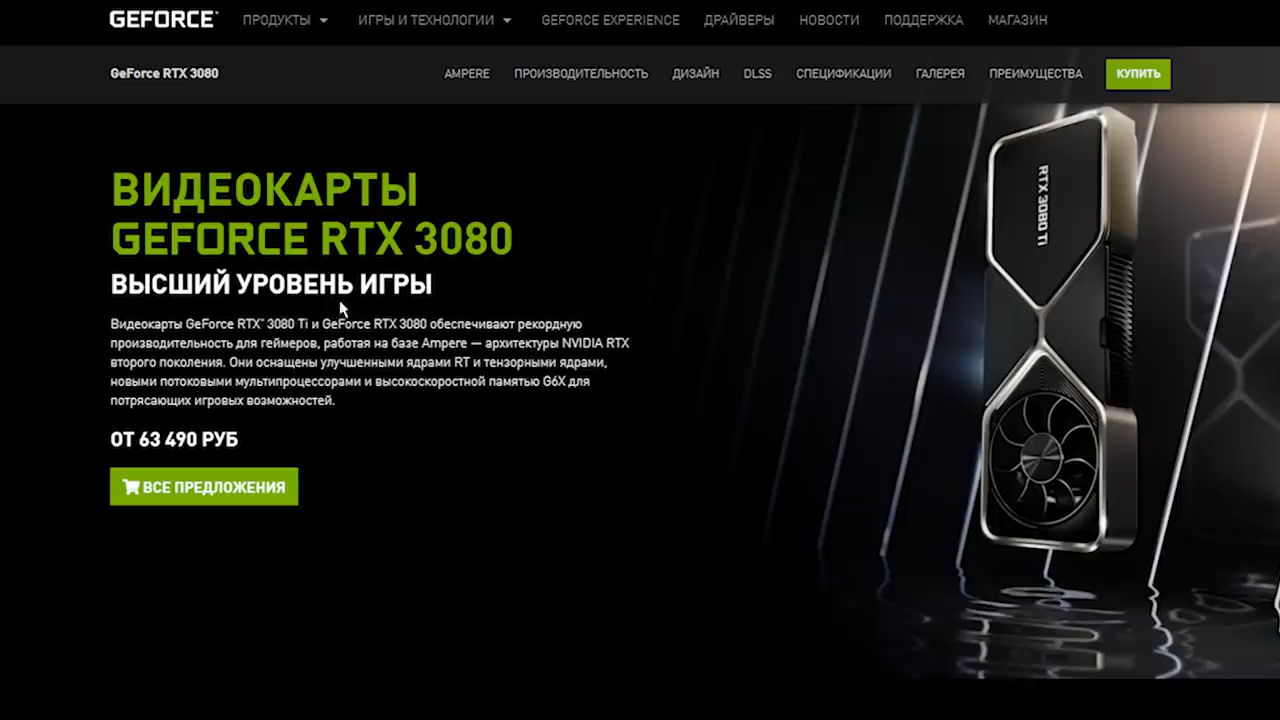 GEFORCE
ПРОДУКТЫ
ИГРЫ И ТЕХНОЛОГИИ
GEFORCE EXPERIENCE
ДРАЙВЕРЫ
НОВОСТИ
ПОДДЕРЖКА
МАГАЗИН
GeForce RTX 3080
AMPERE
ПРОИЗВОДИТЕЛЬНОСТЬ
ДИЗАЙН
DLSS
СПЕЦИФИКАЦИИ
ГАЛЕРЕЯ
ПРЕИМУЩЕСТВА
КУПИТЬ
ВИДЕОКАРТЫ
GEFORCE RTX 3080
ВЫСШИЙ УРОВЕНЬ ИГРЫ
Видеокарты GeForce RTX™ 3080 Ti и GeForce RTX 3080 обеспечивают рекордную
производительность для геймеров, работая на базе Ampere — архитектуры NVIDIA RTX
второго поколения. Они оснащены улучшенными ядрами RT и тензорными ядрами,
новыми потоковыми мультипроцессорами и высокоскоростной памятью G6X для
потрясающих игровых возможностей.
ОТ 63 490 РУБ
ВСЕ ПРЕДЛОЖЕНИЯ
RTX 3080 Ti